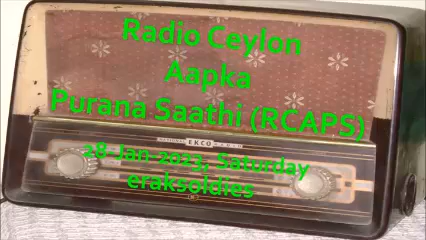 Radio Ceylon
Aapka
Purana Saathi (RCAPS)
EKCO
28-Jan-2023, Saturday
eraksoldies